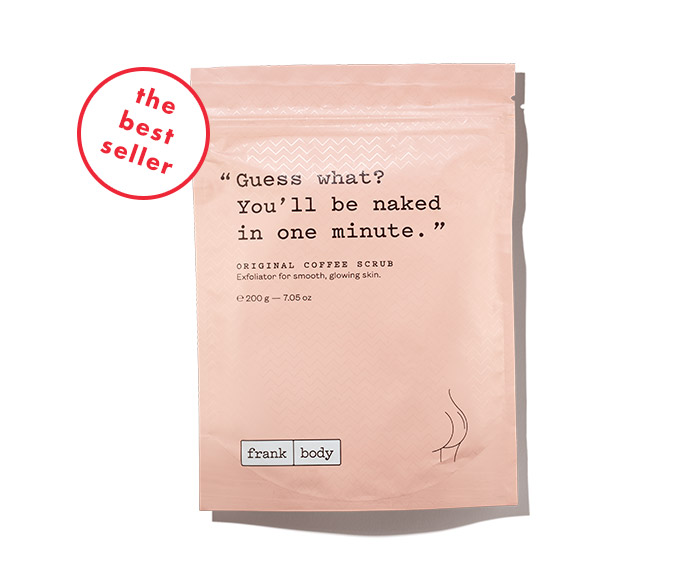 the
best
seller
“Guess what?
You’ll be naked
in one minute.”
ORIGINAL COFFEE SCRUB
Exfoliator for smooth, glowing skin.
℮ 200 g — 7.05 oz
frank body